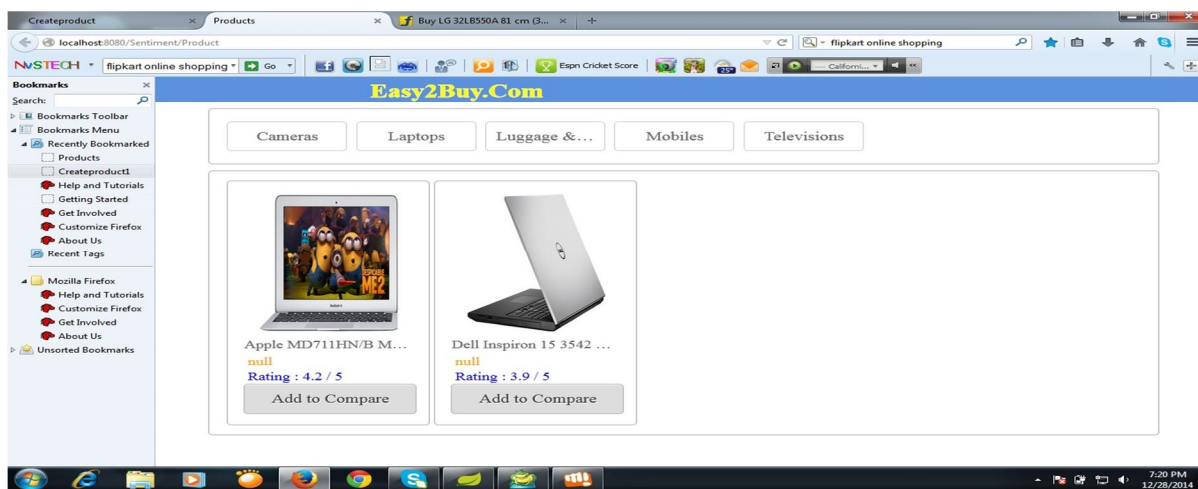 Createproduct
Products
Buy LG 32LB550A 81 cm (3...
localhost:8080/Sentiment/Product
flipkart online shopping
NVSTECH
flipkart online shopping
Go
Espn Cricket Score
25°
Californi...
Bookmarks
Search:
Bookmarks Toolbar
Bookmarks Menu
Recently Bookmarked
Products
Createproduct1
Help and Tutorials
Getting Started
Get Involved
Customize Firefox
About Us
Recent Tags
Mozilla Firefox
Help and Tutorials
Customize Firefox
Get Involved
About Us
Unsorted Bookmarks
Easy2Buy.Com
Cameras
Laptops
Luggage &...
Mobiles
Televisions
DESPICABLE
ME2
Apple MD711HN/B M...
null
Rating : 4.2 / 5
Add to Compare
Dell Inspiron 15 3542 ...
null
Rating : 3.9 / 5
Add to Compare
7:20 PM
12/28/2014